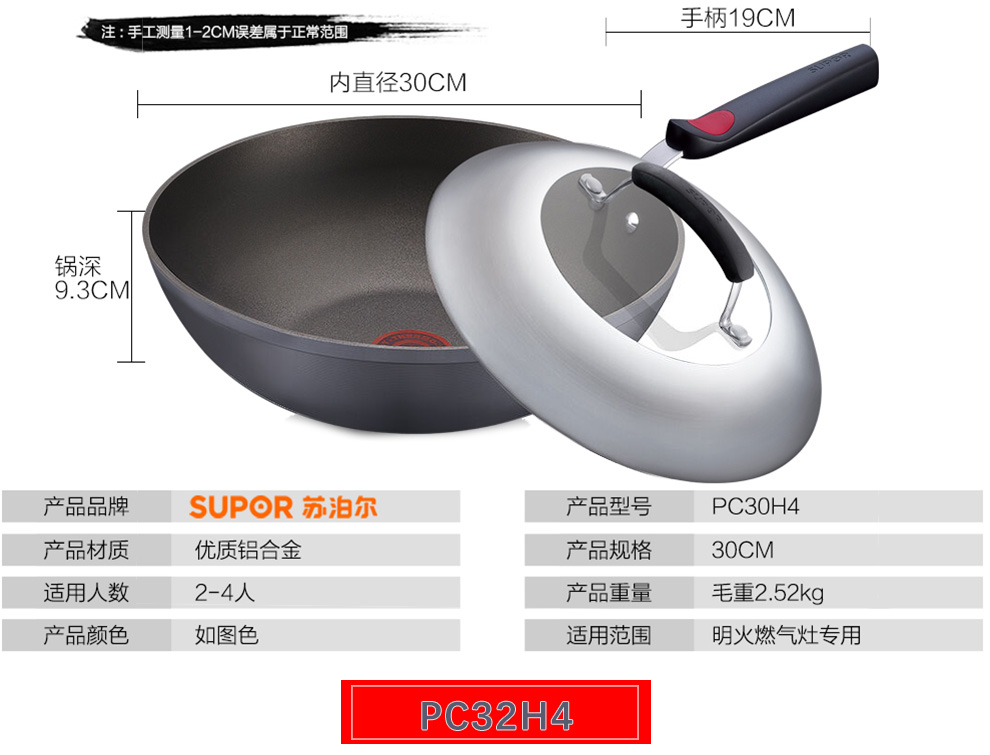 注：手工测量1-2CM误差属于正常范围
手柄19CM
内直径30CM
SUPOR
SUPOR
锅深
9.3CM
产品品牌 SUPOR 苏泊尔
产品型号 PC30H4
产品材质 优质铝合金
产品规格 30CM
适用人数 2-4人
产品重量 毛重2.52kg
产品颜色 如图色
适用范围 明火燃气灶专用
PC32H4